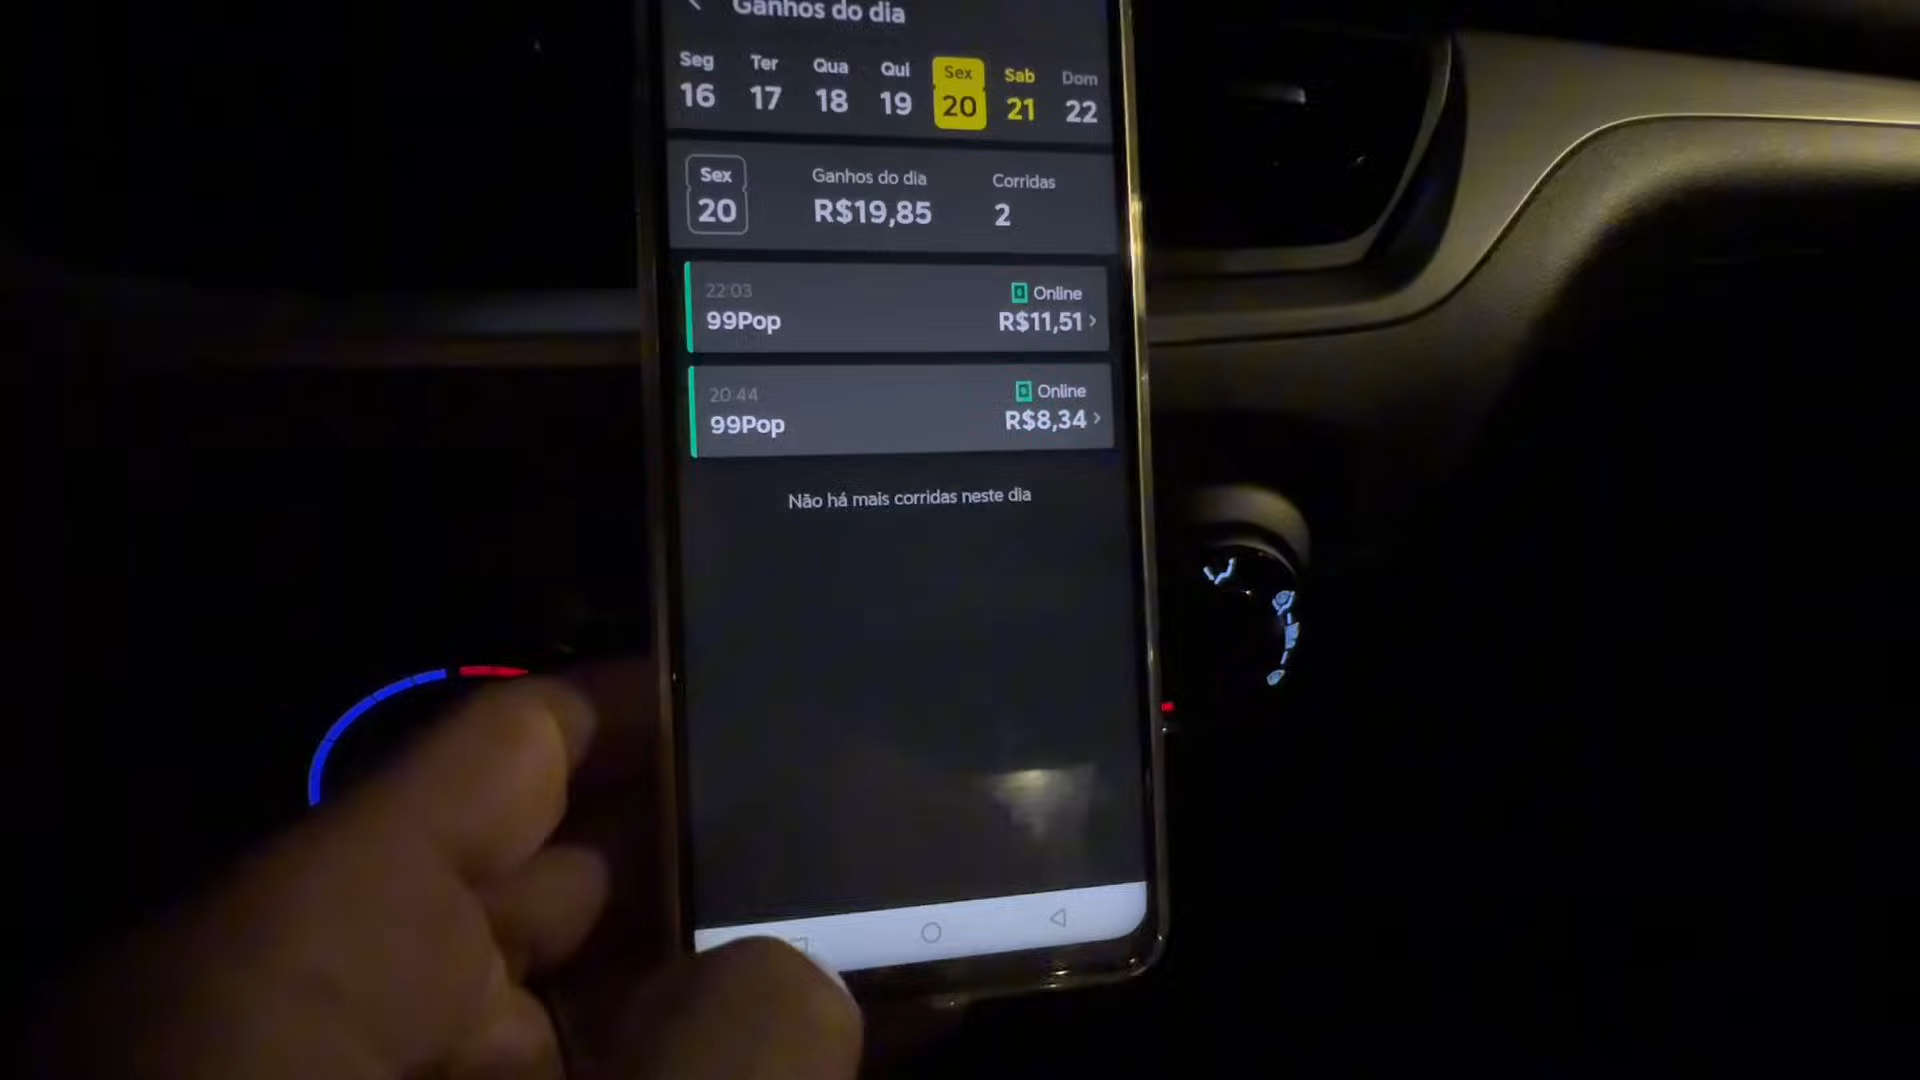 Ganhos do dia
Seg Ter Qua Qui Sex Sab Dom
16 17 18 19 20 21 22
Sex Ganhos do dia Corridas
20 R$19,85 2
22:03 Online
99Pop R$11,51
20:44 Online
99Pop R$8,34
Não há mais corridas neste dia